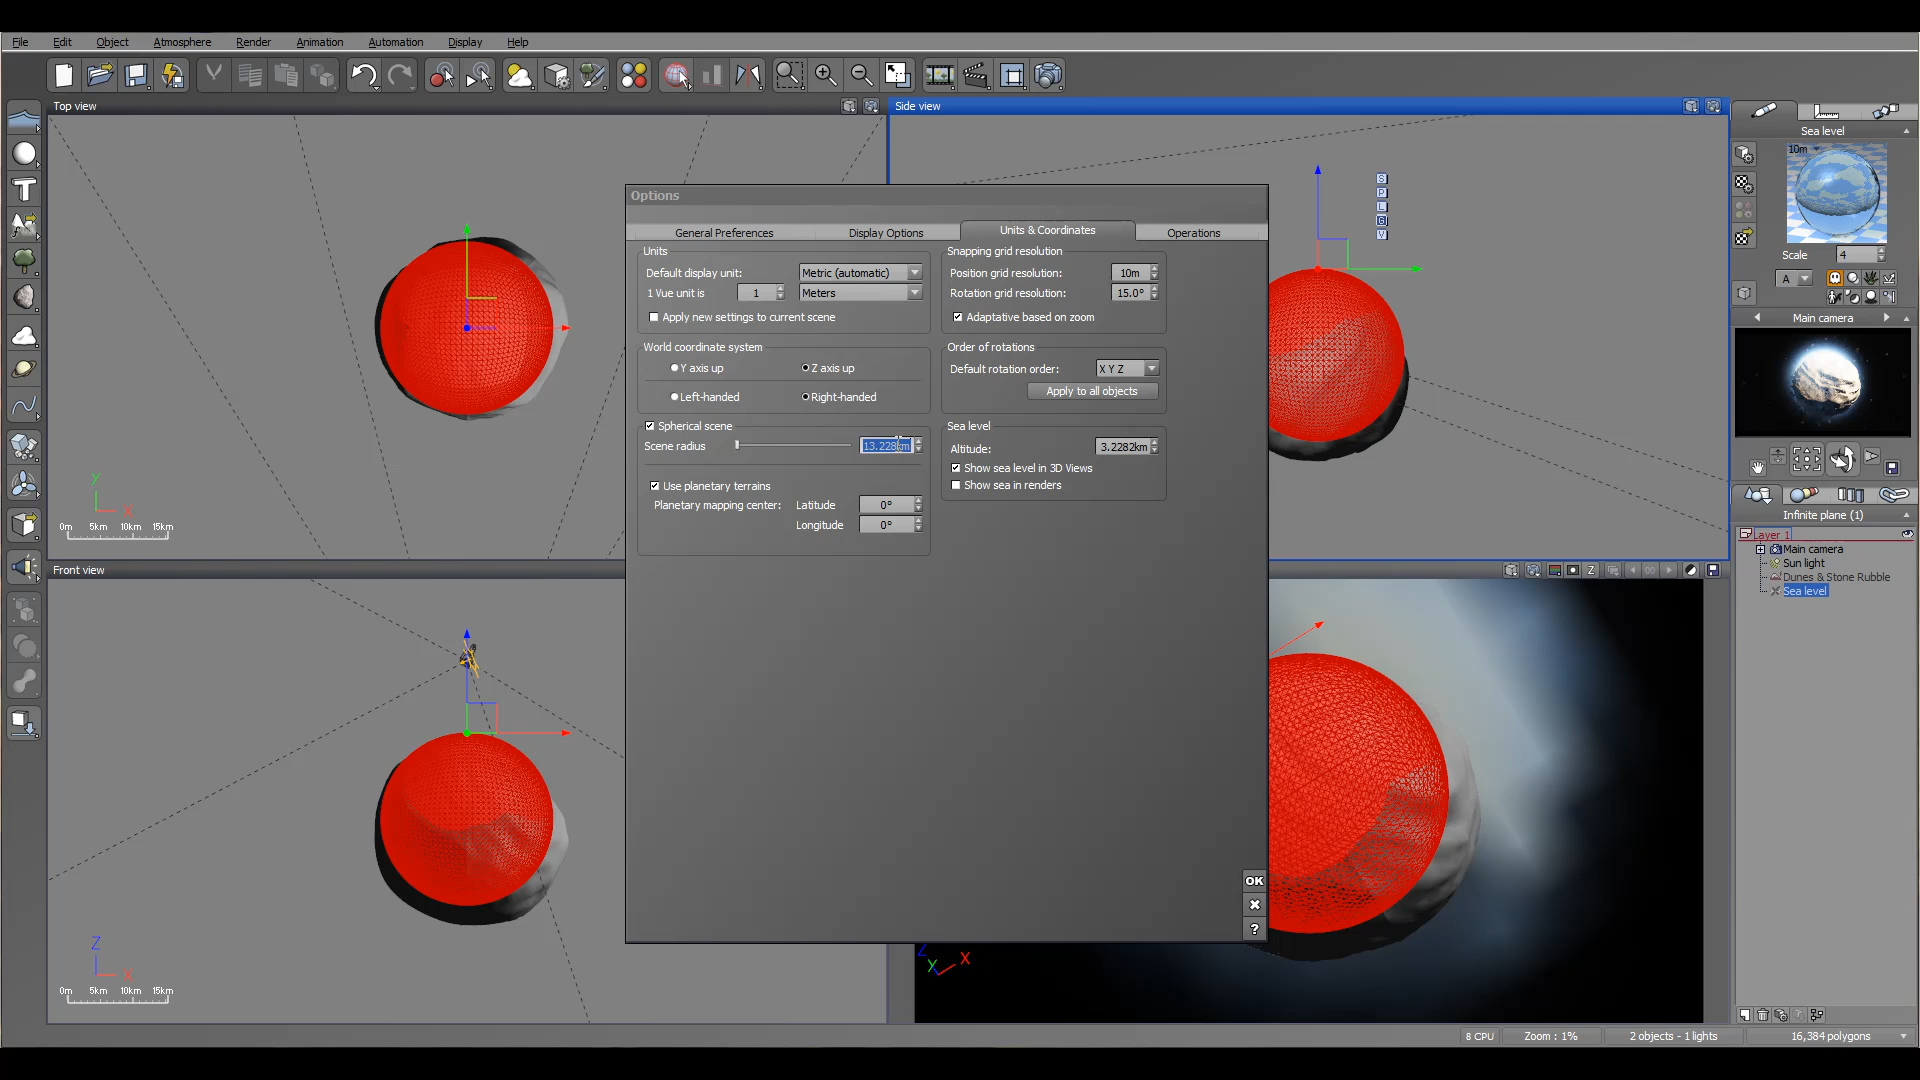 File Edit Object Atmosphere Render Animation Automation Display Help
Top view
Side view
y
x
0m 5km 10km 15km
Front view
Z
x
0m 5km 10km 15km
S
P
L
G
V
Options
General Preferences Display Options Units & Coordinates Operations
Units
Default display unit: Metric (automatic)
1 Vue unit is 1 Meters
Apply new settings to current scene
World coordinate system
Y axis up Z axis up
Left-handed Right-handed
Spherical scene
Scene radius 13.228km
Use planetary terrains
Planetary mapping center: Latitude 0°
Longitude 0°
Snapping grid resolution
Position grid resolution: 10m
Rotation grid resolution: 15.0°
Adaptative based on zoom
Order of rotations
Default rotation order: X Y Z
Apply to all objects
Sea level
Altitude: 3.2282km
Show sea level in 3D Views
Show sea in renders
OK
?
Z
Z
Y X
Sea level
10m
Scale 4
A
Main camera
Infinite plane (1)
Layer 1
Main camera
Sun light
Dunes & Stone Rubble
Sea level
8 CPU Zoom : 1% 2 objects - 1 lights 16,384 polygons